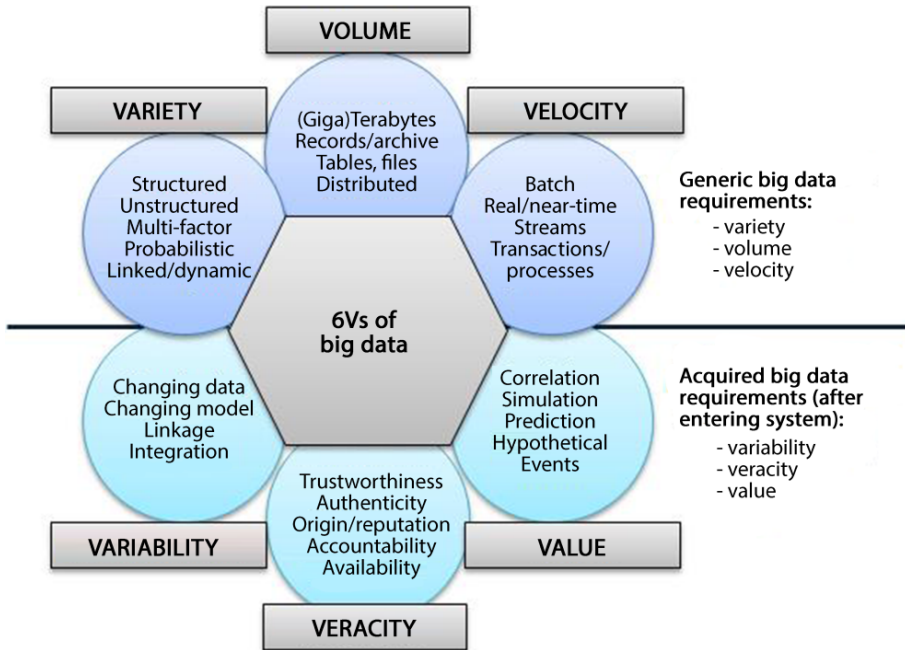 VOLUME
VARIETY
VELOCITY
(Giga)Terabytes
Records/archive
Tables, files
Distributed
Structured
Unstructured
Multi-factor
Probabilistic
Linked/dynamic
Batch
Real/near-time
Streams
Transactions/
processes
Generic big data
requirements:
- variety
- volume
- velocity
6Vs of
big data
Changing data
Changing model
Linkage
Integration
Correlation
Simulation
Prediction
Hypothetical
Events
Acquired big data
requirements (after
entering system):
- variability
- veracity
- value
Trustworthiness
Authenticity
Origin/reputation
Accountability
Availability
VARIABILITY
VALUE
VERACITY